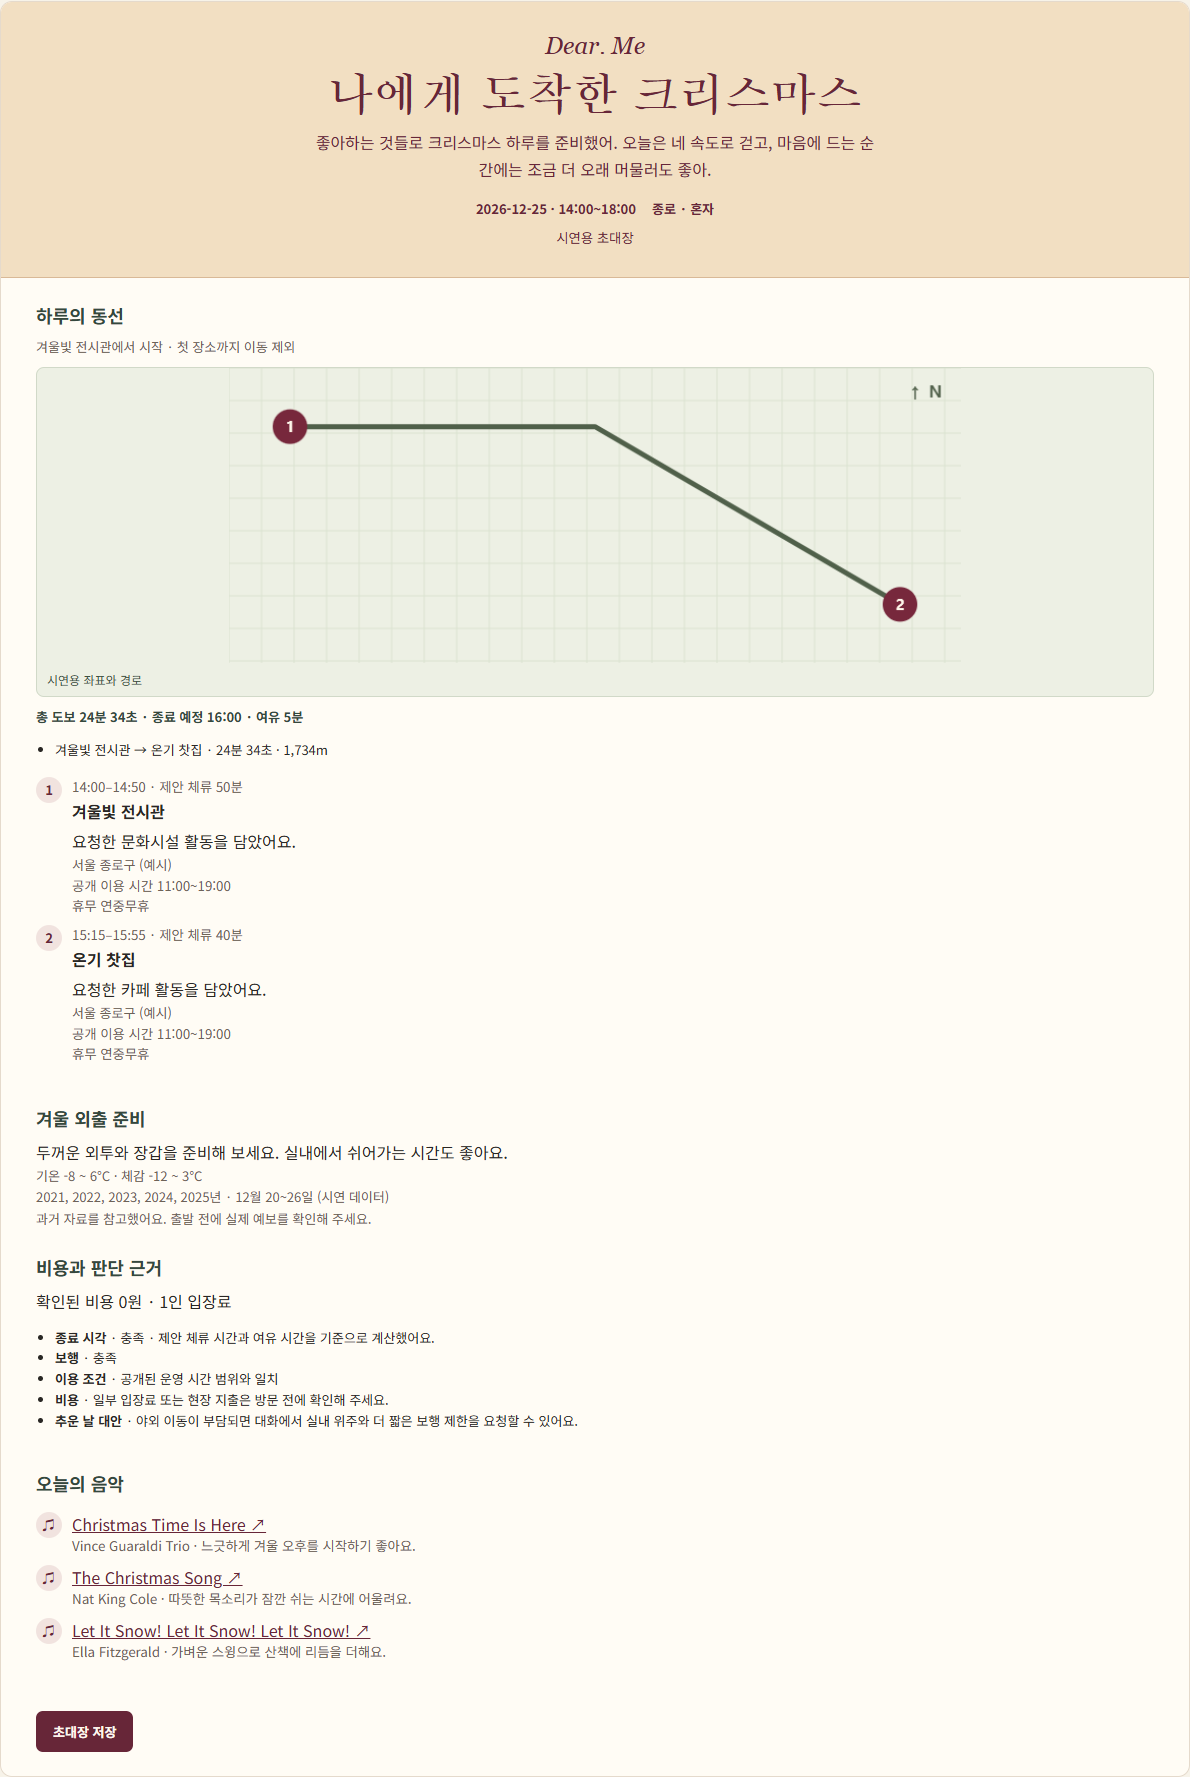 Dear. Me
나에게 도착한 크리스마스
좋아하는 것들로 크리스마스 하루를 준비했어. 오늘은 네 속도로 걷고, 마음에 드는 순
간에는 조금 더 오래 머물러도 좋아.
2026-12-25 · 14:00~18:00 종로 · 혼자
시연용 초대장
하루의 동선
겨울빛 전시관에서 시작 · 첫 장소까지 이동 제외
↑ N
1
2
시연용 좌표와 경로
총 도보 24분 34초 · 종료 예정 16:00 · 여유 5분
• 겨울빛 전시관 → 온기 찻집 · 24분 34초 · 1,734m
1 14:00–14:50 · 제안 체류 50분
겨울빛 전시관
요청한 문화시설 활동을 담았어요.
서울 종로구 (예시)
공개 이용 시간 11:00~19:00
휴무 연중무휴
2 15:15–15:55 · 제안 체류 40분
온기 찻집
요청한 카페 활동을 담았어요.
서울 종로구 (예시)
공개 이용 시간 11:00~19:00
휴무 연중무휴
겨울 외출 준비
두꺼운 외투와 장갑을 준비해 보세요. 실내에서 쉬어가는 시간도 좋아요.
기온 -8 ~ 6°C · 체감 -12 ~ 3°C
2021, 2022, 2023, 2024, 2025년 · 12월 20~26일 (시연 데이터)
과거 자료를 참고했어요. 출발 전에 실제 예보를 확인해 주세요.
비용과 판단 근거
확인된 비용 0원 · 1인 입장료
• 종료 시각 · 충족 · 제안 체류 시간과 여유 시간을 기준으로 계산했어요.
• 보행 · 충족
• 이용 조건 · 공개된 운영 시간 범위와 일치
• 비용 · 일부 입장료 또는 현장 지출은 방문 전에 확인해 주세요.
• 추운 날 대안 · 야외 이동이 부담되면 대화에서 실내 위주와 더 짧은 보행 제한을 요청할 수 있어요.
오늘의 음악
♫ Christmas Time Is Here ↗
Vince Guaraldi Trio · 느긋하게 겨울 오후를 시작하기 좋아요.
♫ The Christmas Song ↗
Nat King Cole · 따뜻한 목소리가 잠깐 쉬는 시간에 어울려요.
♫ Let It Snow! Let It Snow! Let It Snow! ↗
Ella Fitzgerald · 가벼운 스윙으로 산책에 리듬을 더해요.
초대장 저장